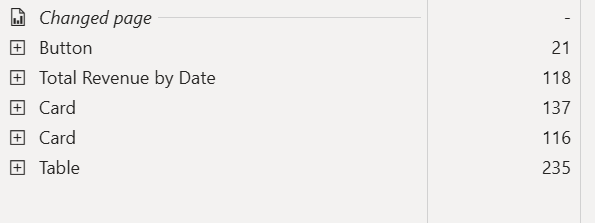 Changed page -
Button 21
Total Revenue by Date 118
Card 137
Card 116
Table 235